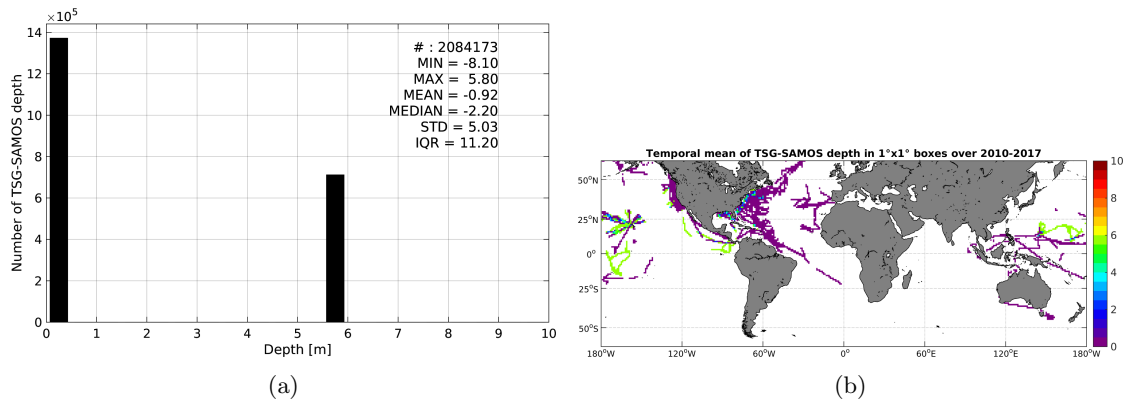 ×10⁵
14
12
10
8
6
4
2
0
Number of TSG-SAMOS depth
# : 2084173
MIN = -8.10
MAX = 5.80
MEAN = -0.92
MEDIAN = -2.20
STD = 5.03
IQR = 11.20
0 1 2 3 4 5 6 7 8 9 10
Depth [m]
(a)
Temporal mean of TSG-SAMOS depth in 1°x1° boxes over 2010-2017
50°N
25°N
0°
25°S
50°S
180°W 120°W 60°W 0° 60°E 120°E 180°E
10
8
6
4
2
0
(b)